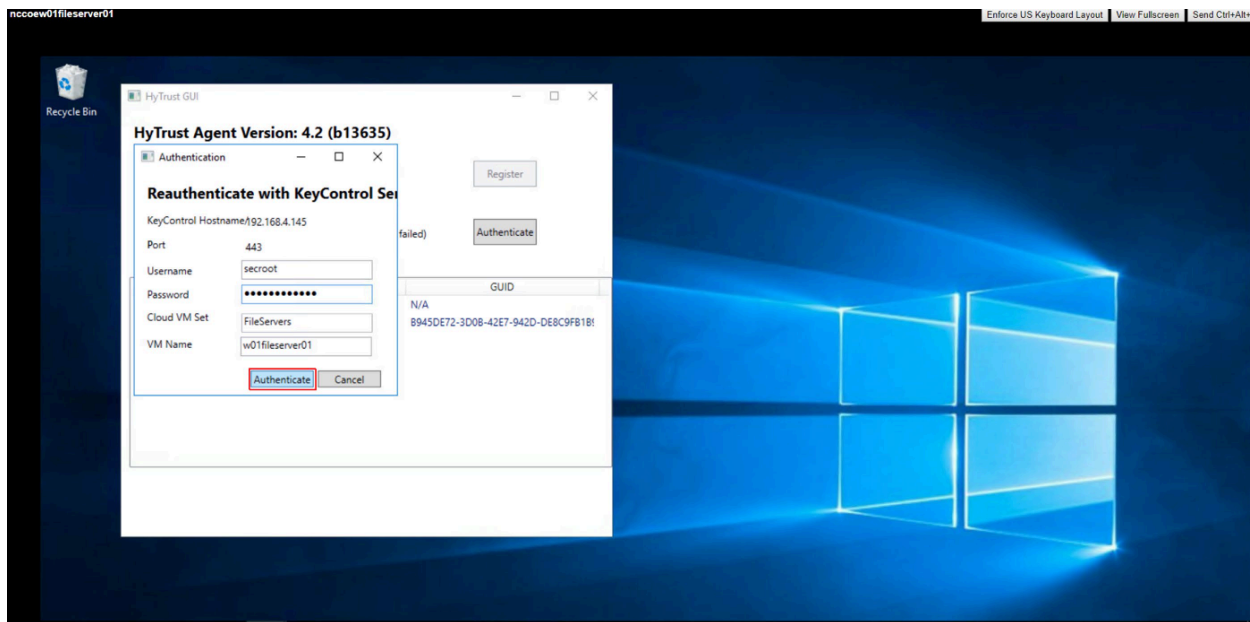 nccoew01fileserver01
Enforce US Keyboard Layout View Fullscreen Send Ctrl+Alt+
Recycle Bin
HyTrust GUI
HyTrust Agent Version: 4.2 (b13635)
Authentication
Reauthenticate with KeyControl Ser
KeyControl Hostname/192.168.4.145
Port 443
Username secroot
Password ••••••••••••
Cloud VM Set FileServers
VM Name w01fileserver01
Authenticate Cancel
Register
failed) Authenticate
GUID
N/A
B945DE72-3D0B-42E7-942D-DE8C9FB1B9